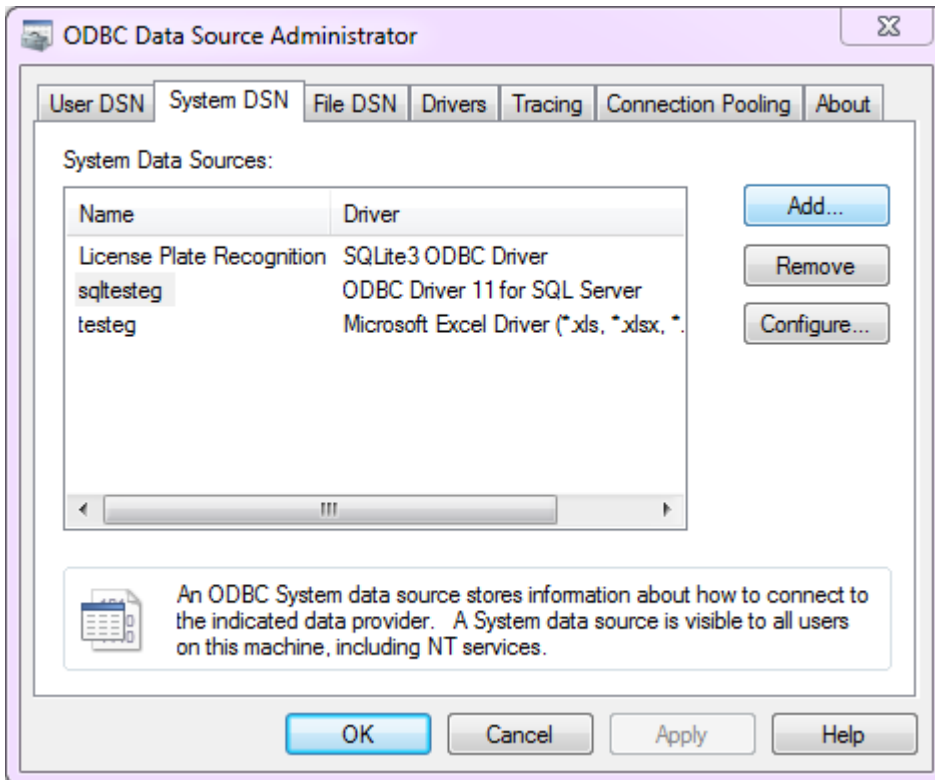 ODBC Data Source Administrator
User DSN System DSN File DSN Drivers Tracing Connection Pooling About
System Data Sources:
Name Driver
License Plate Recognition SQLite3 ODBC Driver
sqltesteg ODBC Driver 11 for SQL Server
testeg Microsoft Excel Driver (*.xls, *.xlsx, *.
Add...
Remove
Configure...
An ODBC System data source stores information about how to connect to
the indicated data provider. A System data source is visible to all users
on this machine, including NT services.
OK Cancel Apply Help